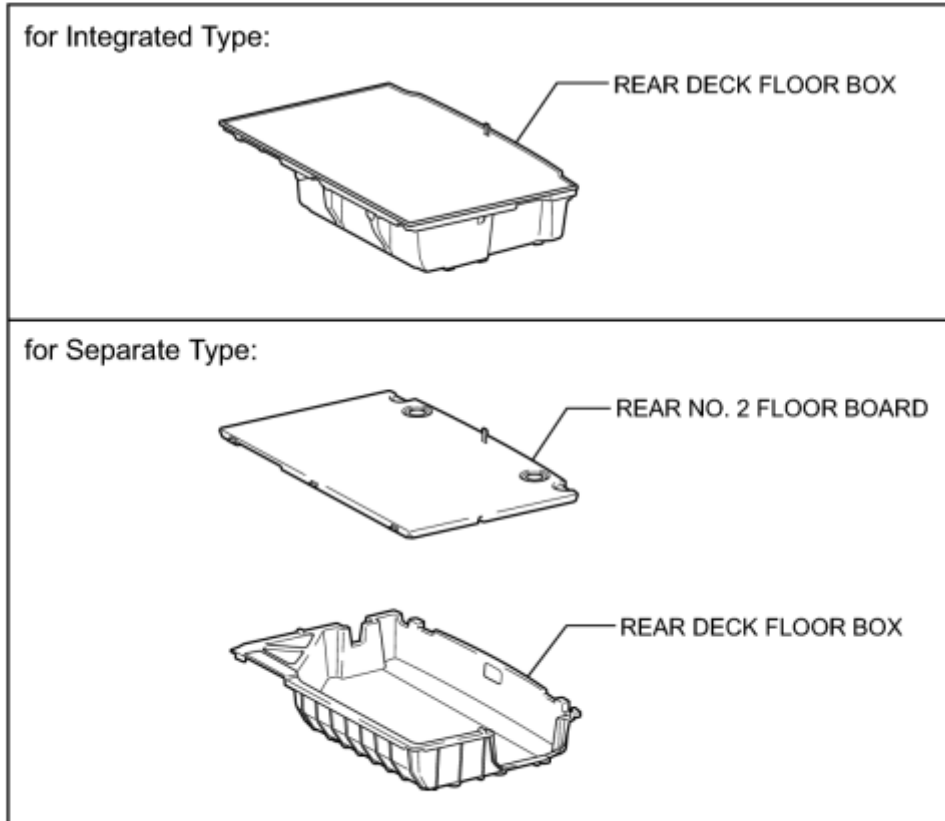 for Integrated Type:
REAR DECK FLOOR BOX
for Separate Type:
REAR NO. 2 FLOOR BOARD
REAR DECK FLOOR BOX